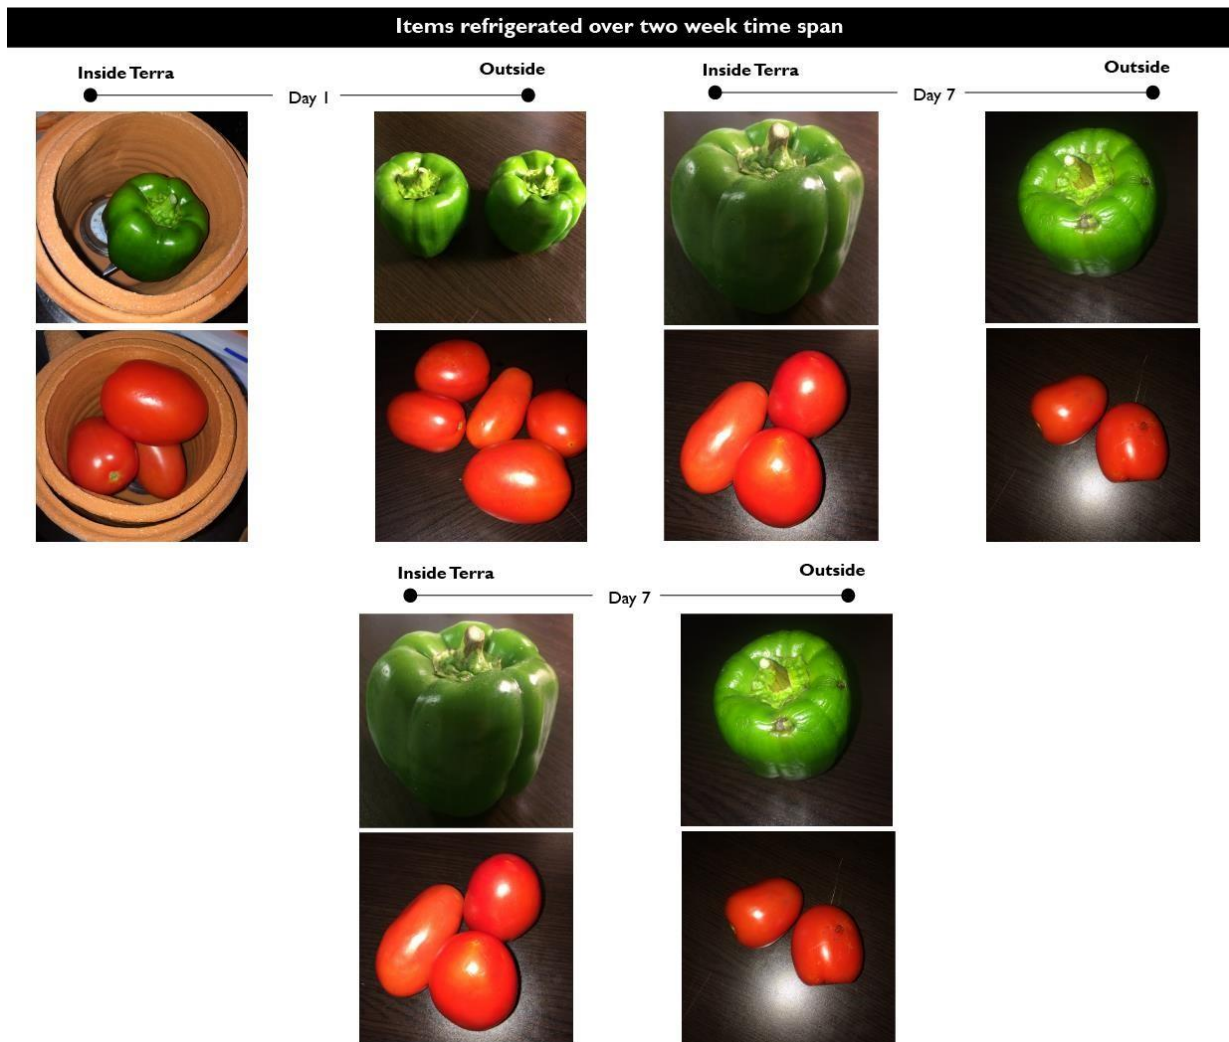 Items refrigerated over two week time span
Inside Terra
Outside
Day 1
Inside Terra
Outside
Day 7
Inside Terra
Outside
Day 7